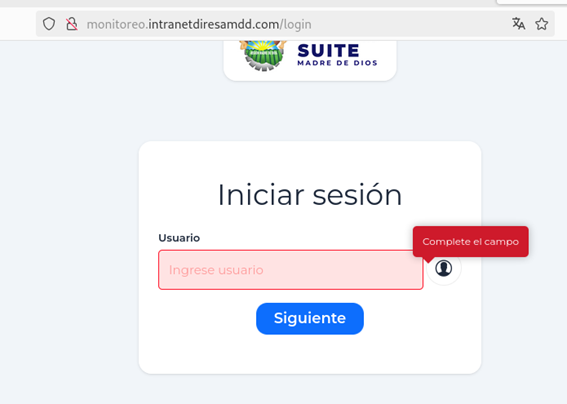 monitoreo.intranetdiresamdd.com/login
SUITE
MADRE DE DIOS
Iniciar sesión
Usuario
Complete el campo
Ingrese usuario
Siguiente